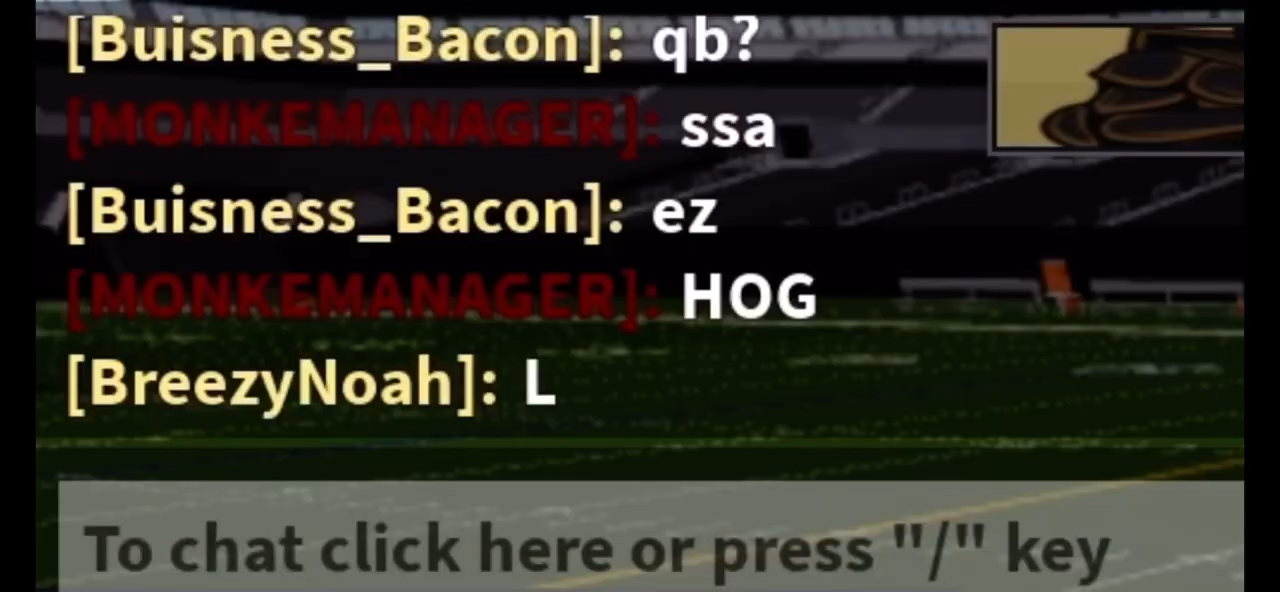 [Buisness_Bacon]: qb?
[MONKEMANAGER]: ssa
[Buisness_Bacon]: ez
[MONKEMANAGER]: HOG
[BreezyNoah]: L
To chat click here or press "/" key